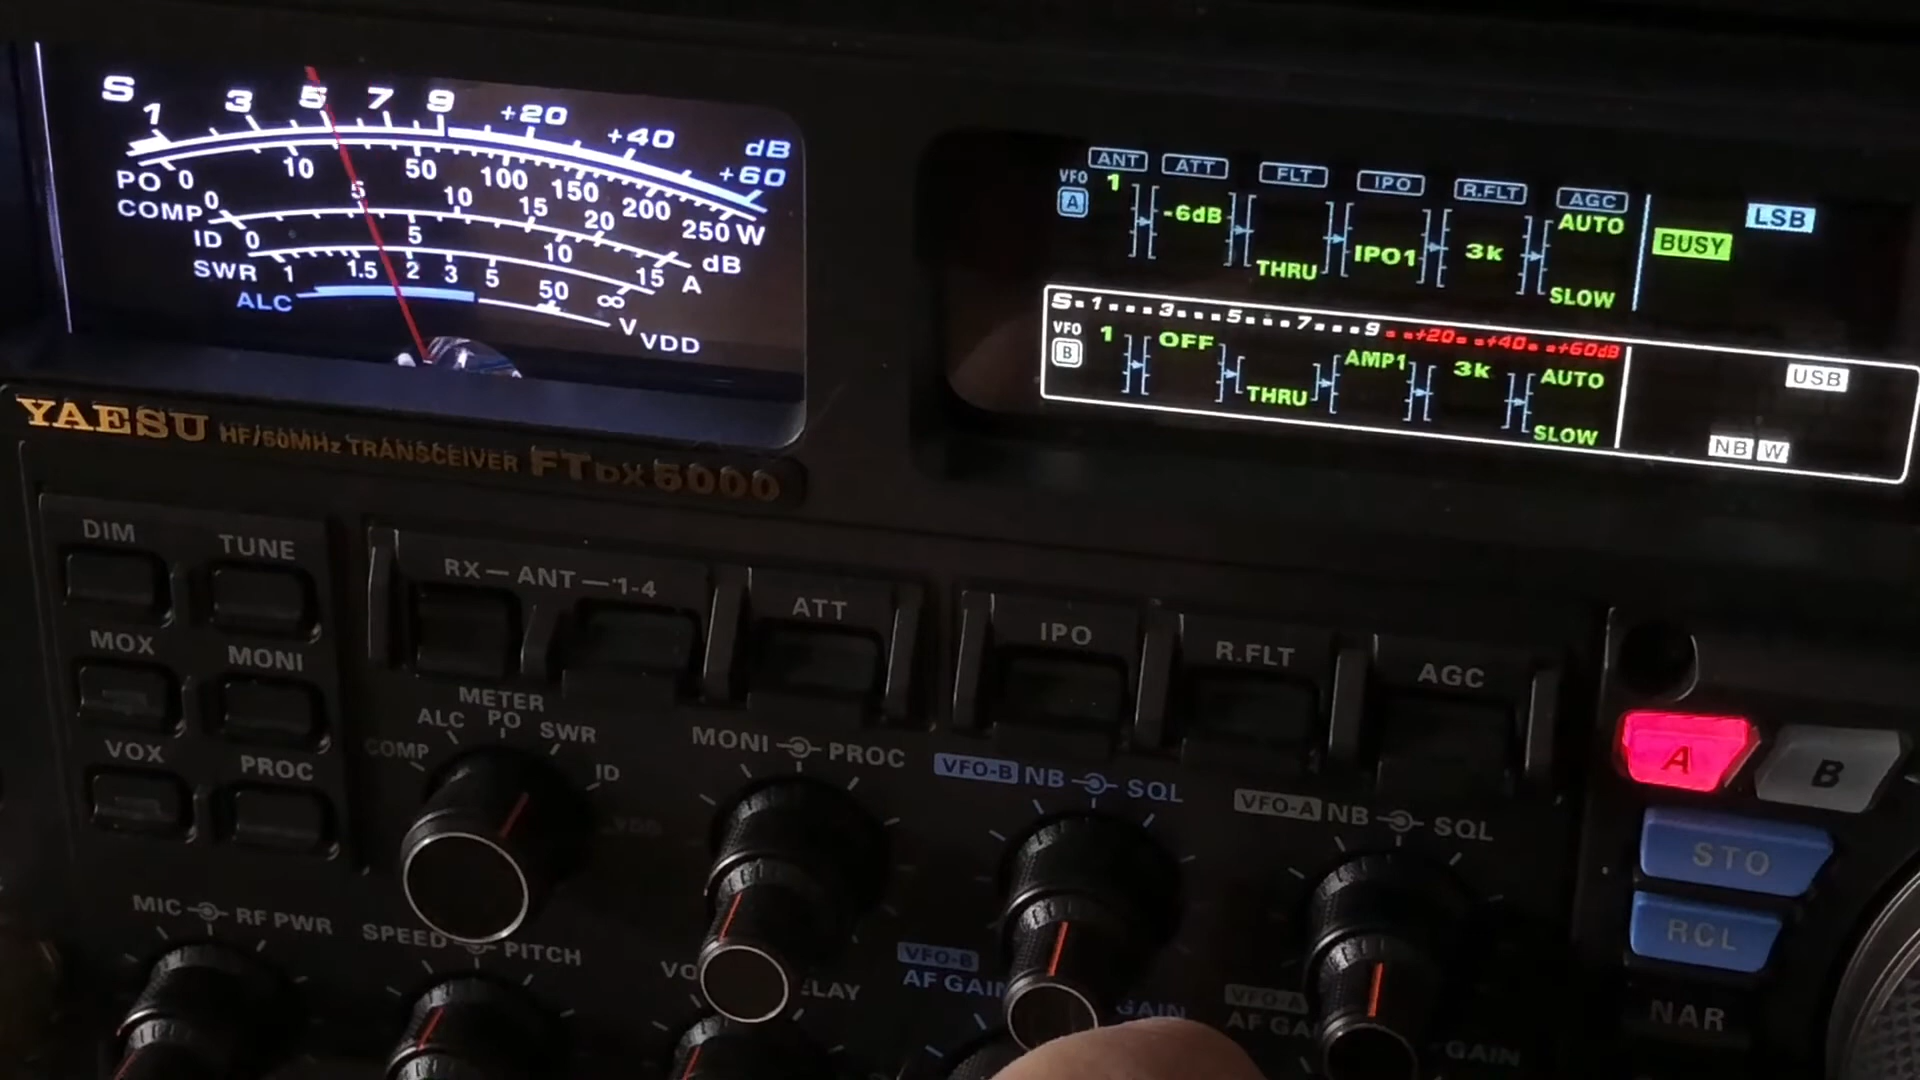 S 1 3 5 7 9 +20 +40 +60 dB
PO 0 10 50 100 150 200 250 W
COMP 0 5 10 15 20 dB
ID 0 5 10 15 A
SWR 1 1.5 2 3 5 50 ∞
ALC V VDD
YAESU HF/50MHz TRANSCEIVER FTDX5000
ANT ATT FLT IPO R.FLT AGC
VFO A 1 -6dB THRU IPO1 3k AUTO SLOW
BUSY LSB
S 1 3 5 7 9 +20 +40 +60dB
VFO B 1 OFF THRU AMP1 3k AUTO SLOW
USB
NB W
DIM TUNE
MOX MONI
VOX PROC
RX ANT 1-4
ATT
IPO
R.FLT
AGC
METER
COMP ALC PO SWR ID VDD
MONI PROC
VFO-B NB SQL
VFO-A NB SQL
A B
STO
RCL
NAR
MIC RF PWR
SPEED PITCH
VFO-B
AF GAIN GAIN
VFO-A
GAIN